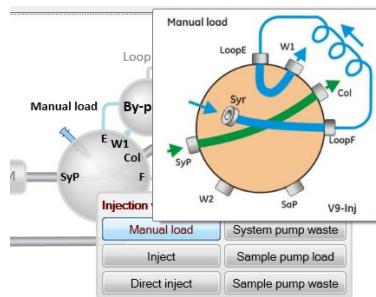 Manual load
LoopE
W1
Col
Syr
SyP
LoopF
W2
SaP
V9-Inj
Loop
By-p
Manual load
E
W1
Col
SyP
F
M
Injection v
Manual load
System pump waste
Inject
Sample pump load
Direct inject
Sample pump waste